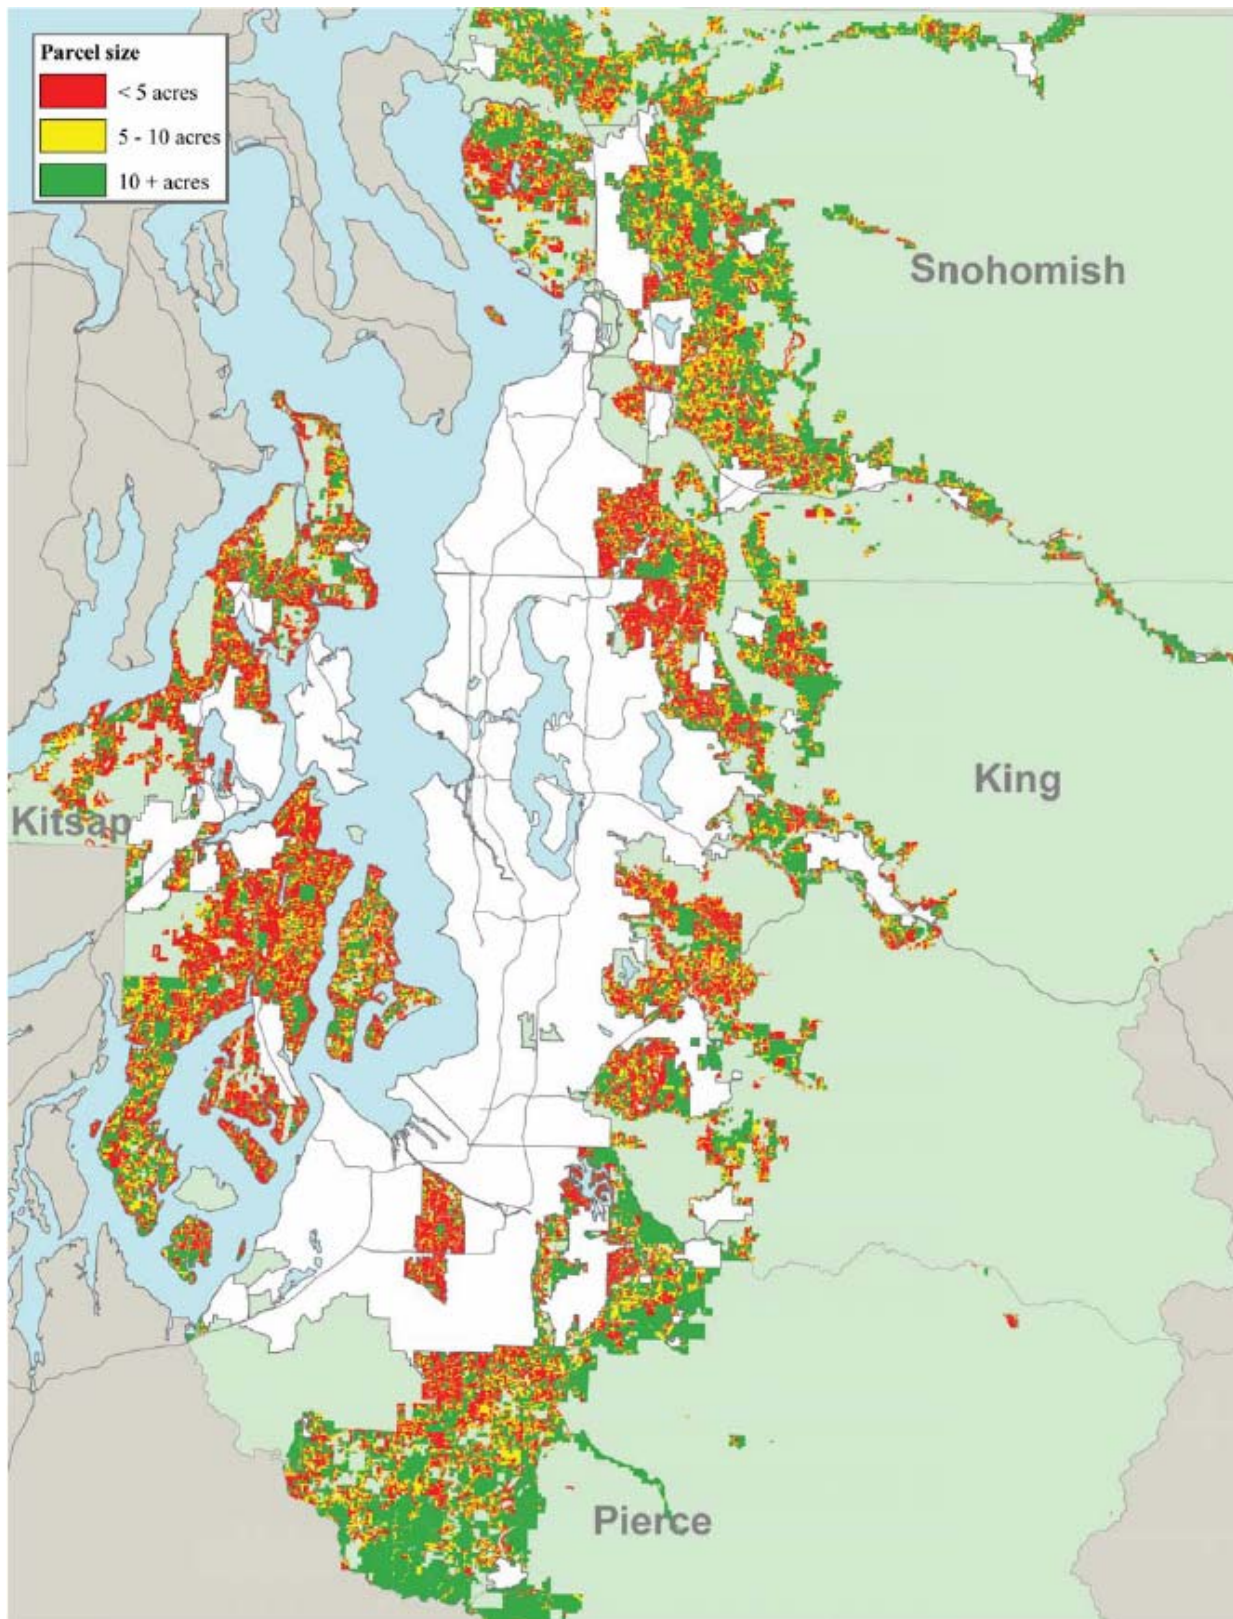 Parcel size
< 5 acres
5 - 10 acres
10 + acres
Snohomish
King
Kitsap
Pierce